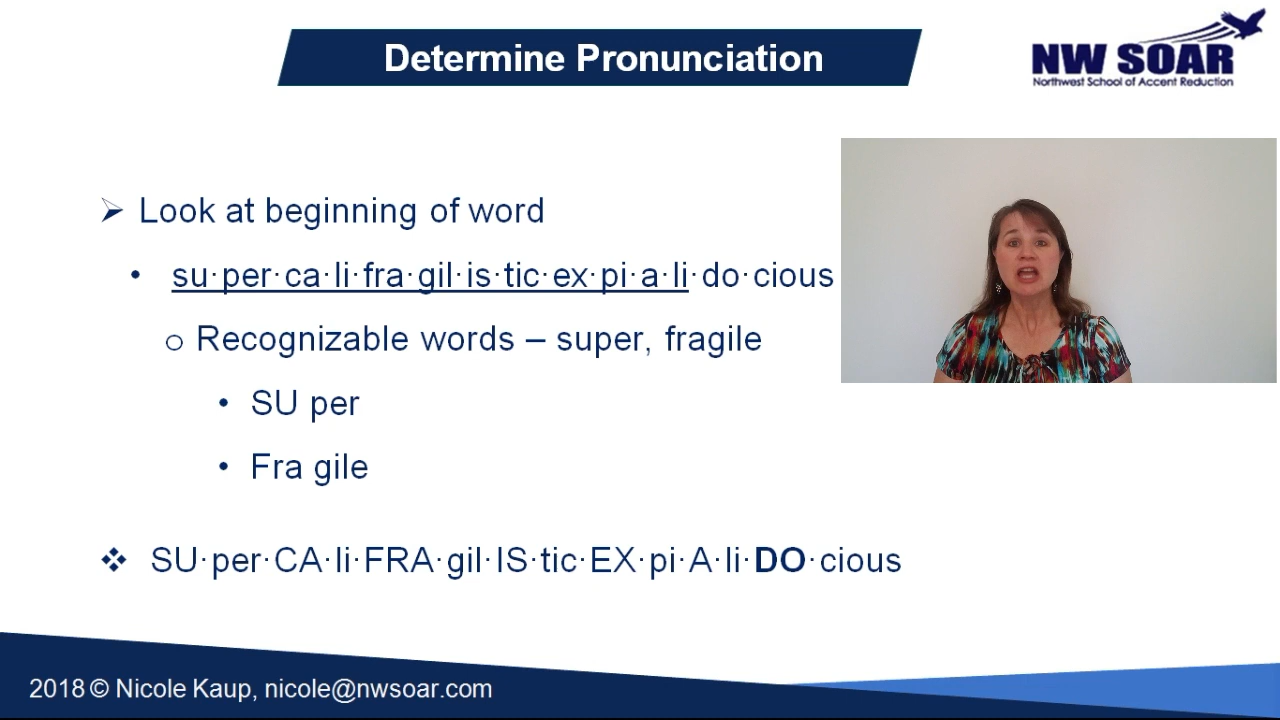 Determine Pronunciation
NW SOAR
Northwest School of Accent Reduction
➢ Look at beginning of word
• su·per·ca·li·fra·gil·is·tic·ex·pi·a·li·do·cious
o Recognizable words – super, fragile
• SU per
• Fra gile
❖ SU·per·CA·li·FRA·gil·IS·tic·EX·pi·A·li·DO·cious
2018 © Nicole Kaup, nicole@nwsoar.com